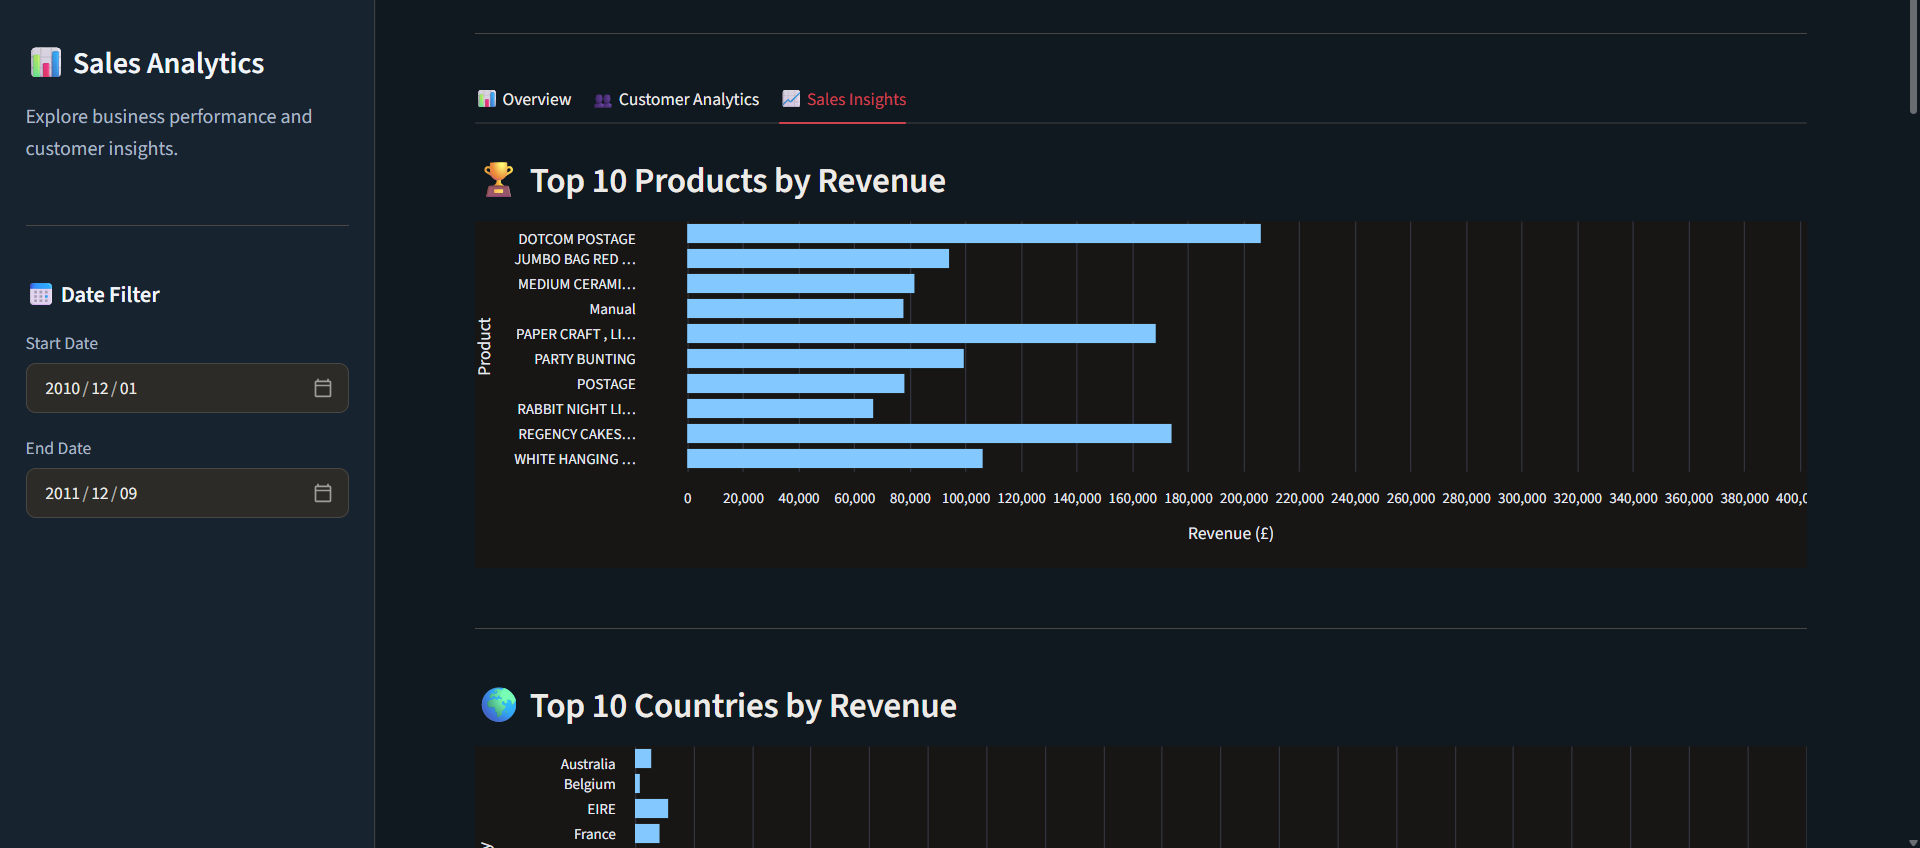 Sales Analytics
Explore business performance and
customer insights.
Date Filter
Start Date
2010/12/01
End Date
2011/12/09
Overview
Customer Analytics
Sales Insights
Top 10 Products by Revenue
Product
DOTCOM POSTAGE
JUMBO BAG RED …
MEDIUM CERAMI…
Manual
PAPER CRAFT , LI…
PARTY BUNTING
POSTAGE
RABBIT NIGHT LI…
REGENCY CAKES…
WHITE HANGING …
0 20,000 40,000 60,000 80,000 100,000 120,000 140,000 160,000 180,000 200,000 220,000 240,000 260,000 280,000 300,000 320,000 340,000 360,000 380,000
Revenue (£)
Top 10 Countries by Revenue
Australia
Belgium
EIRE
France